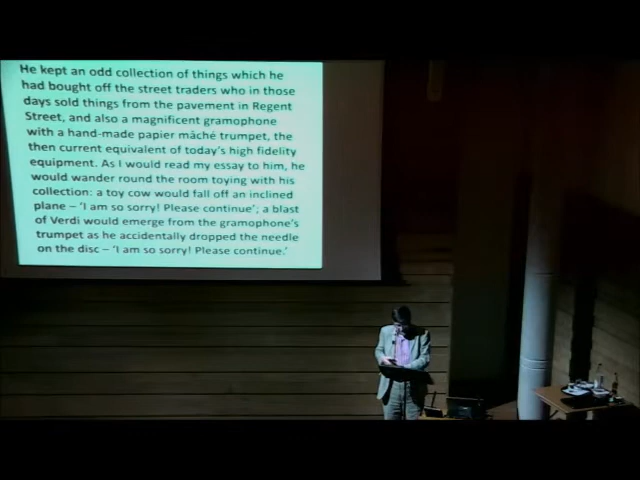 He kept an odd collection of things which he
had bought off the street traders who in those
days sold things from the pavement in Regent
Street, and also a magnificent gramophone
with a hand-made papier mâché trumpet, the
then current equivalent of today's high fidelity
equipment. As I would read my essay to him, he
would wander round the room toying with his
collection: a toy cow would fall off an inclined
plane – 'I am so sorry! Please continue'; a blast
of Verdi would emerge from the gramophone's
trumpet as he accidentally dropped the needle
on the disc – 'I am so sorry! Please continue.'